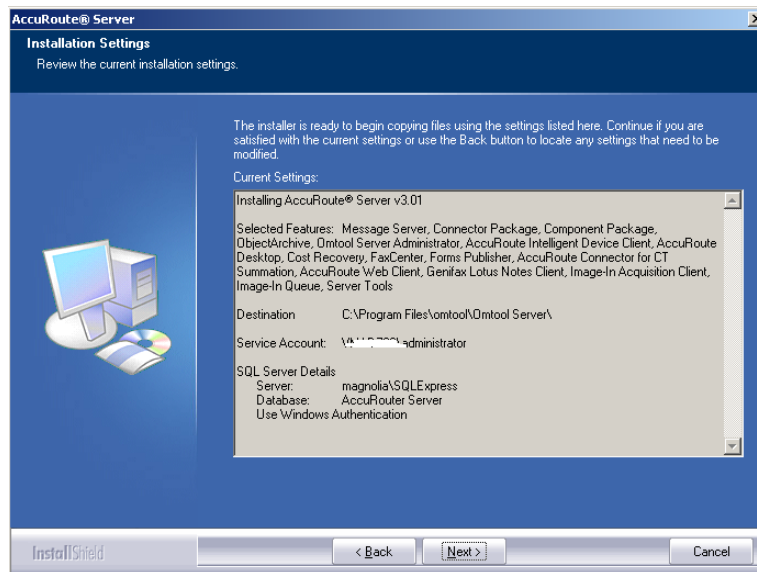 AccuRoute® Server
Installation Settings
Review the current installation settings.
The installer is ready to begin copying files using the settings listed here. Continue if you are
satisfied with the current settings or use the Back button to locate any settings that need to be
modified.
Current Settings:
Installing AccuRoute® Server v3.01
Selected Features: Message Server, Connector Package, Component Package,
ObjectArchive, Omtool Server Administrator, AccuRoute Intelligent Device Client, AccuRoute
Desktop, Cost Recovery, FaxCenter, Forms Publisher, AccuRoute Connector for CT
Summation, AccuRoute Web Client, Genifax Lotus Notes Client, Image-In Acquisition Client,
Image-In Queue, Server Tools
Destination C:\Program Files\omtool\Omtool Server\
Service Account: administrator
SQL Server Details
Server: magnolia\SQLExpress
Database: AccuRouter Server
Use Windows Authentication
InstallShield
< Back
Next >
Cancel